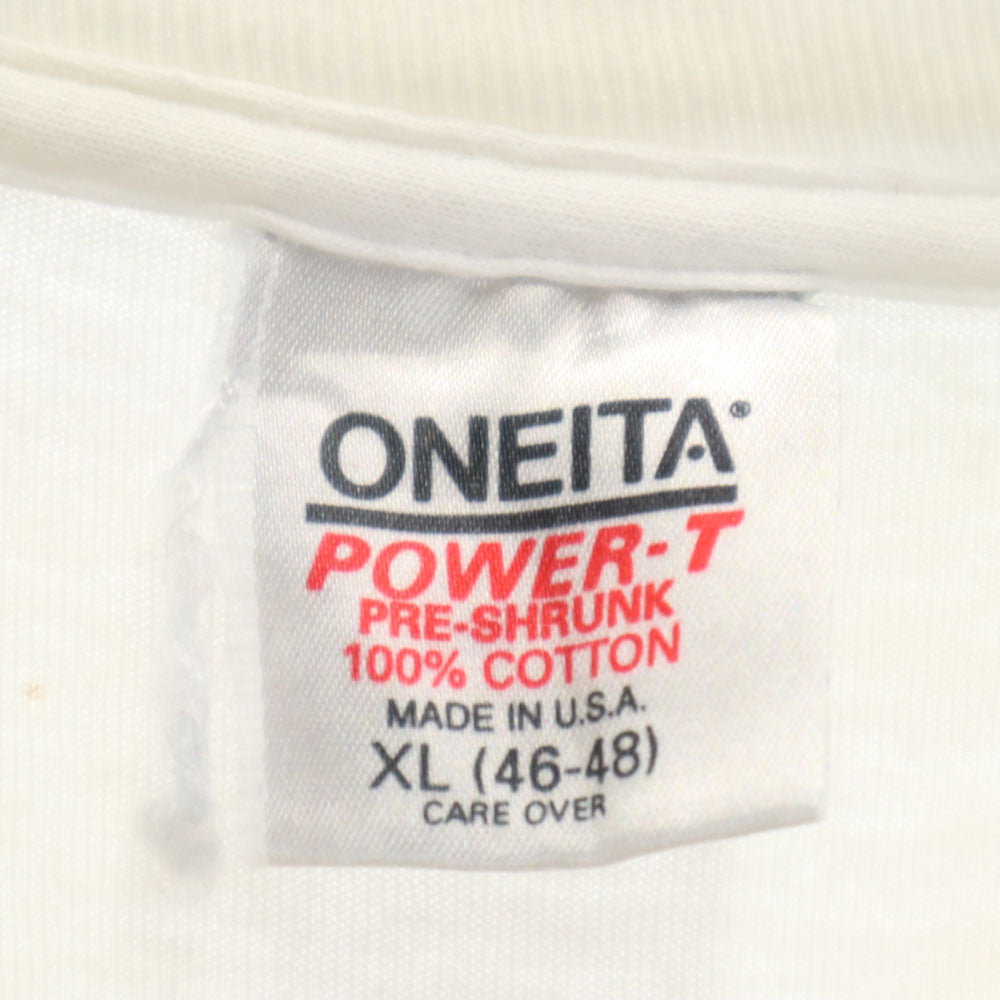 ONEITA®
POWER-T
PRE-SHRUNK
100% COTTON
MADE IN U.S.A.
XL (46-48)
CARE OVER